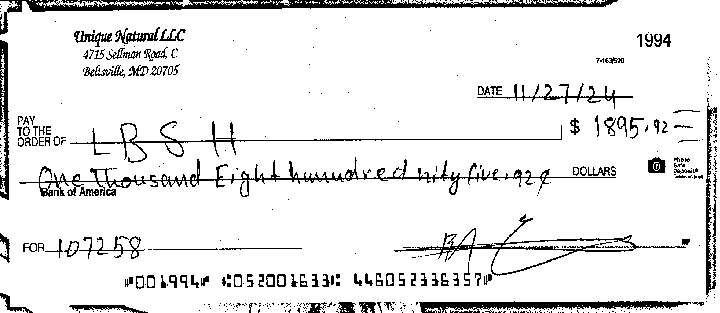 Unique Natural LLC
1994
4715 Sellman Road, C
Beltsville, MD 20705
7-163/520
DATE 11/27/24
PAY
TO THE
ORDER OF LBSH $ 1895.92
One Thousand Eight hunudred nity five.92¢ DOLLARS
Bank of America
FOR 107258
⑈001994⑈ ⑆052001633⑆ 446052336357⑈